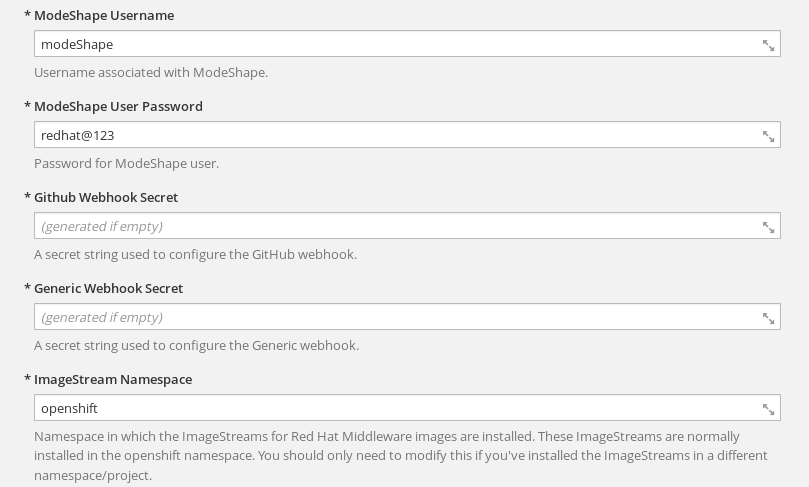 * ModeShape Username
modeShape
Username associated with ModeShape.
* ModeShape User Password
redhat@123
Password for ModeShape user.
* Github Webhook Secret
(generated if empty)
A secret string used to configure the GitHub webhook.
* Generic Webhook Secret
(generated if empty)
A secret string used to configure the Generic webhook.
* ImageStream Namespace
openshift
Namespace in which the ImageStreams for Red Hat Middleware images are installed. These ImageStreams are normally
installed in the openshift namespace. You should only need to modify this if you've installed the ImageStreams in a different
namespace/project.